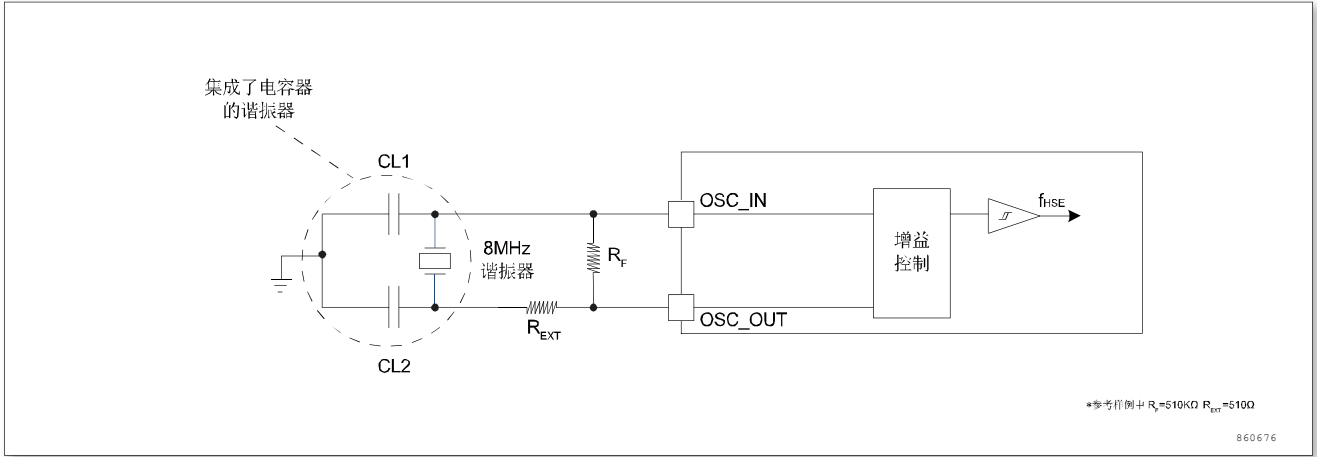 集成了电容器
的谐振器
CL1
OSC_IN
fHSE
8MHz
谐振器
RF
增益
控制
REXT
OSC_OUT
CL2
*参考样例中 RF=510KΩ REXT=510Ω
860676